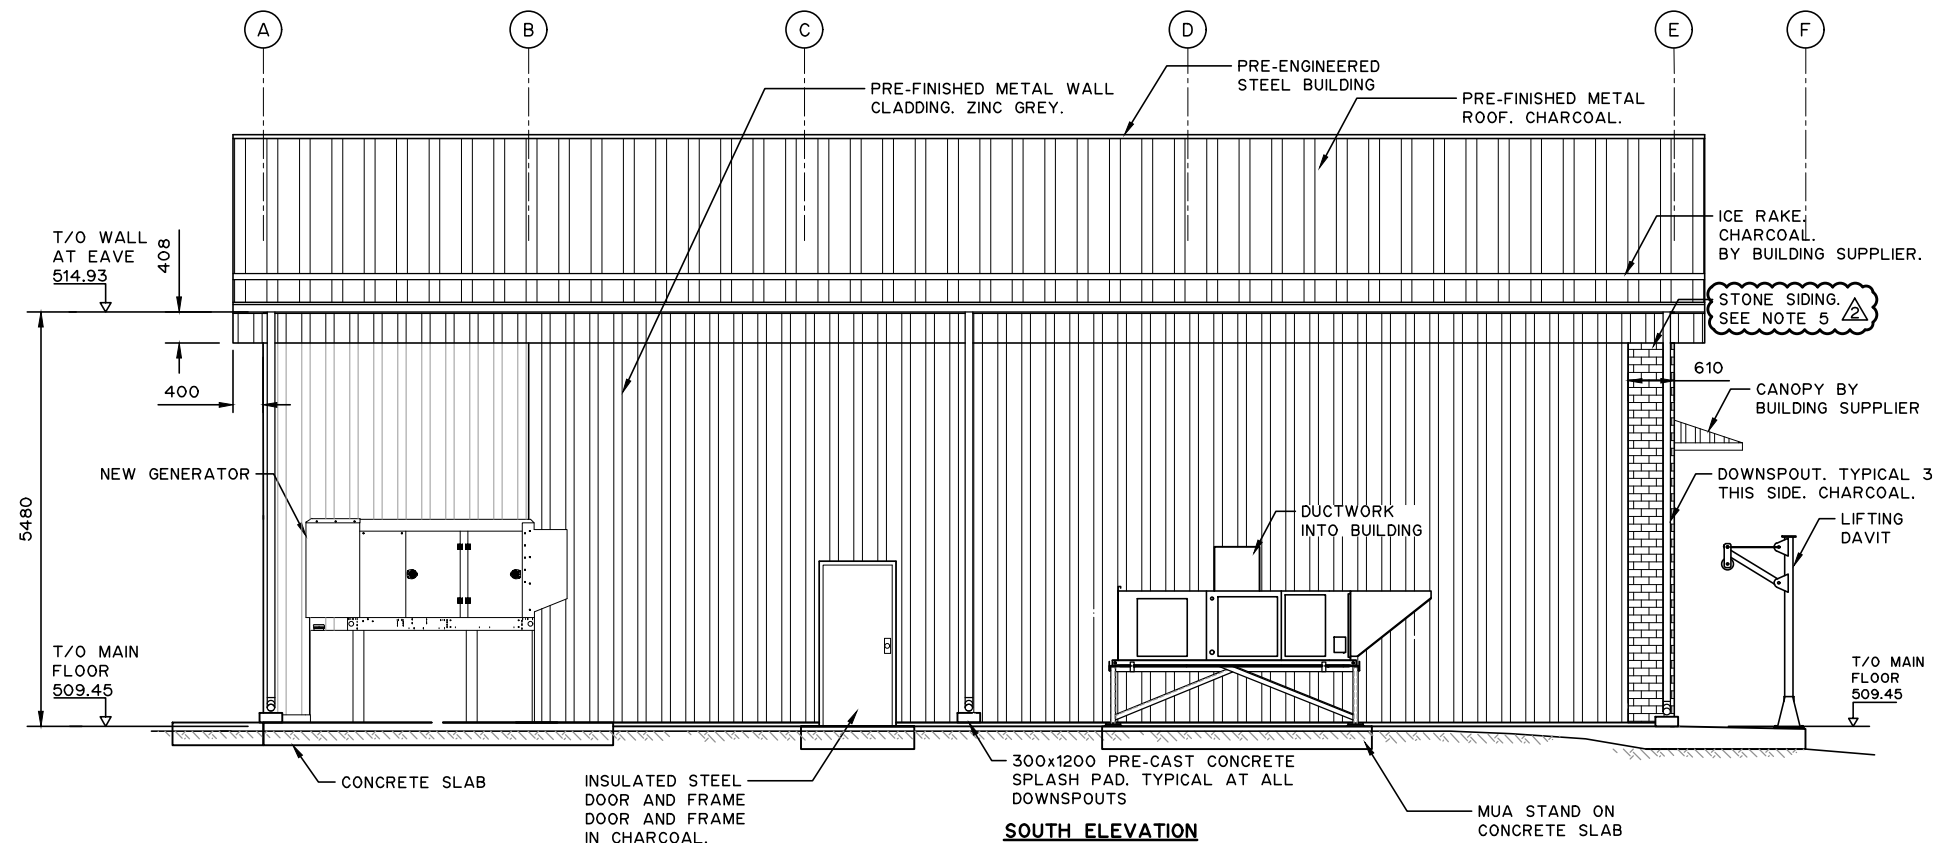 A B C D E F
PRE-ENGINEERED
STEEL BUILDING
PRE-FINISHED METAL WALL
CLADDING. ZINC GREY.
PRE-FINISHED METAL
ROOF. CHARCOAL.
ICE RAKE.
CHARCOAL.
BY BUILDING SUPPLIER.
T/O WALL
AT EAVE
514.93
408
STONE SIDING.
SEE NOTE 5
2
610
400
CANOPY BY
BUILDING SUPPLIER
NEW GENERATOR
DOWNSPOUT. TYPICAL 3
THIS SIDE. CHARCOAL.
5480
DUCTWORK
INTO BUILDING
LIFTING
DAVIT
T/O MAIN
FLOOR
509.45
T/O MAIN
FLOOR
509.45
CONCRETE SLAB
INSULATED STEEL
DOOR AND FRAME
DOOR AND FRAME
IN CHARCOAL.
300x1200 PRE-CAST CONCRETE
SPLASH PAD. TYPICAL AT ALL
DOWNSPOUTS
MUA STAND ON
CONCRETE SLAB
SOUTH ELEVATION